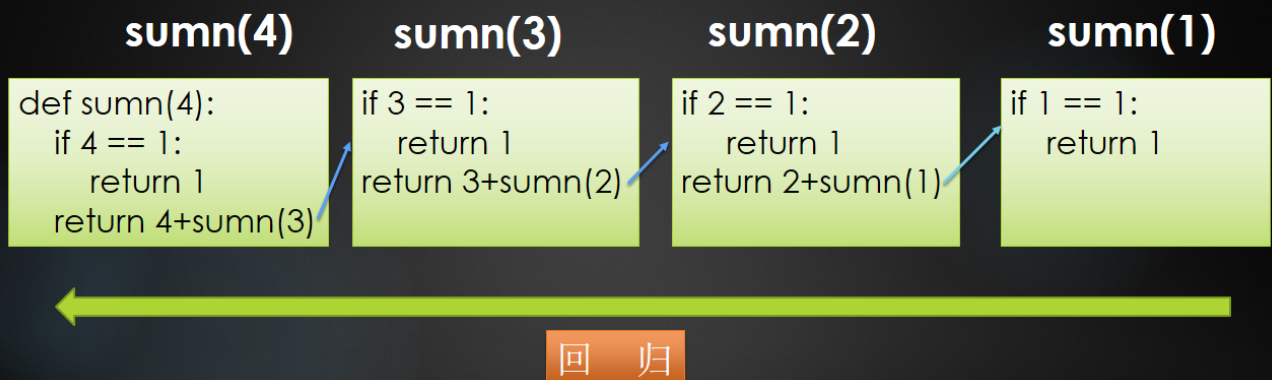 sumn(4)
sumn(3)
sumn(2)
sumn(1)
def sumn(4):
if 4 == 1:
return 1
return 4+sumn(3)
if 3 == 1:
return 1
return 3+sumn(2)
if 2 == 1:
return 1
return 2+sumn(1)
if 1 == 1:
return 1
回 归